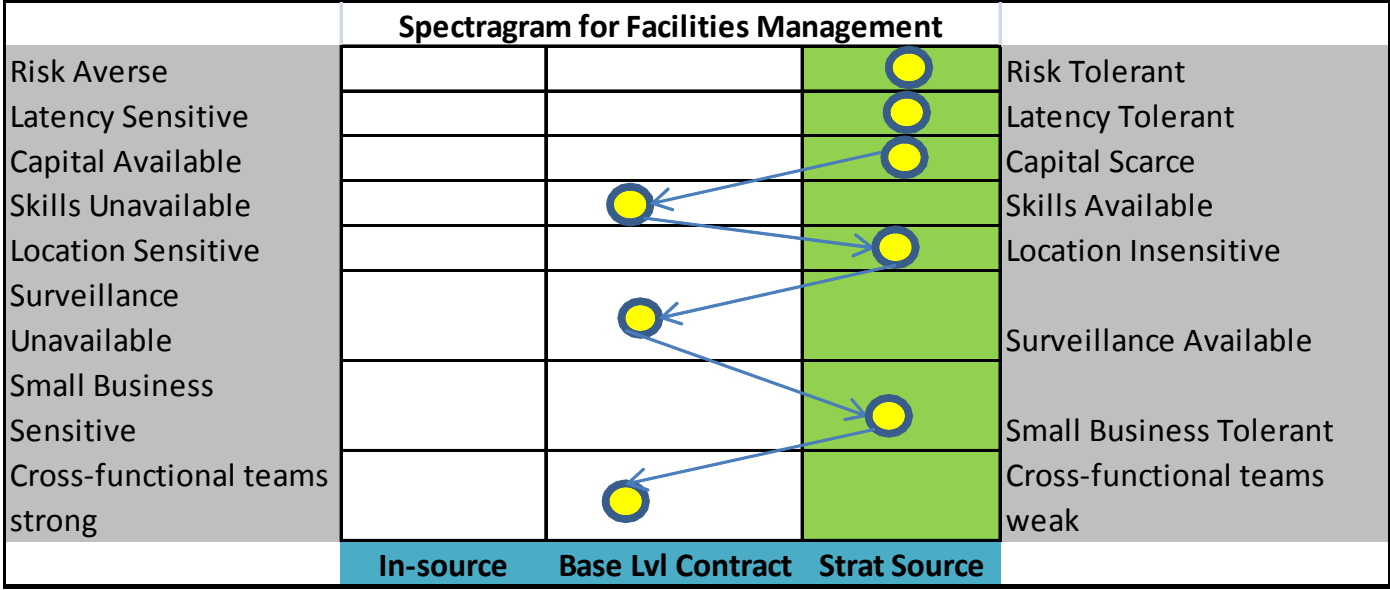 Spectragram for Facilities Management
Risk Averse
Risk Tolerant
Latency Sensitive
Latency Tolerant
Capital Available
Capital Scarce
Skills Unavailable
Skills Available
Location Sensitive
Location Insensitive
Surveillance
Unavailable
Surveillance Available
Small Business
Sensitive
Small Business Tolerant
Cross-functional teams
strong
Cross-functional teams
weak
In-source
Base Lvl Contract
Strat Source